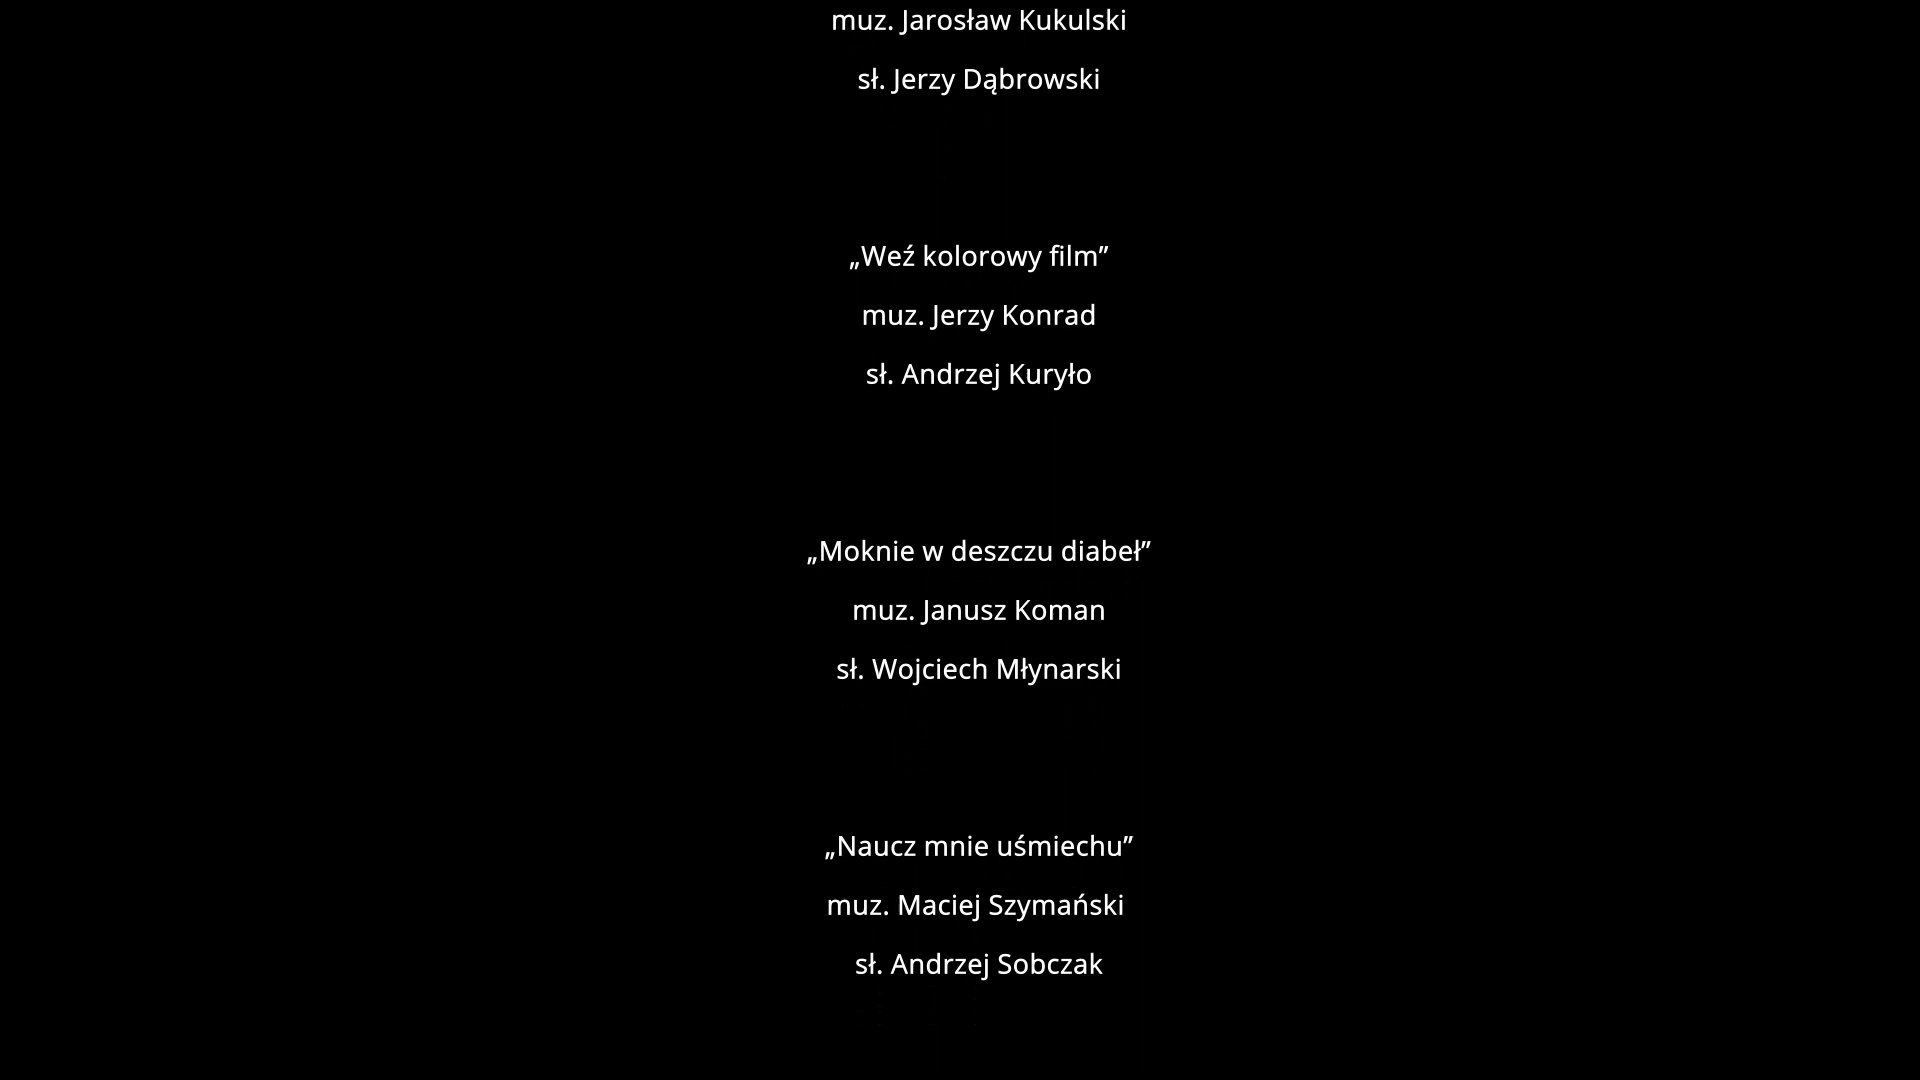 muz. Jarosław Kukulski
sł. Jerzy Dąbrowski
„Weź kolorowy film”
muz. Jerzy Konrad
sł. Andrzej Kuryło
„Moknie w deszczu diabeł”
muz. Janusz Koman
sł. Wojciech Młynarski
„Naucz mnie uśmiechu”
muz. Maciej Szymański
sł. Andrzej Sobczak